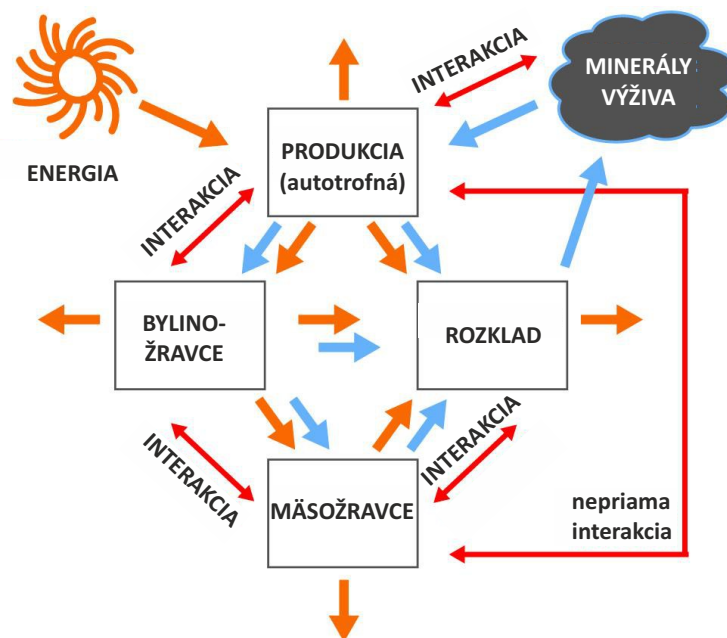 INTERAKCIA
MINERÁLY
VÝŽIVA
ENERGIA
PRODUKCIA
(autotrofná)
INTERAKCIA
BYLINO-
ŽRAVCE
ROZKLAD
INTERAKCIA
INTERAKCIA
MÄSOŽRAVCE
nepriama
interakcia